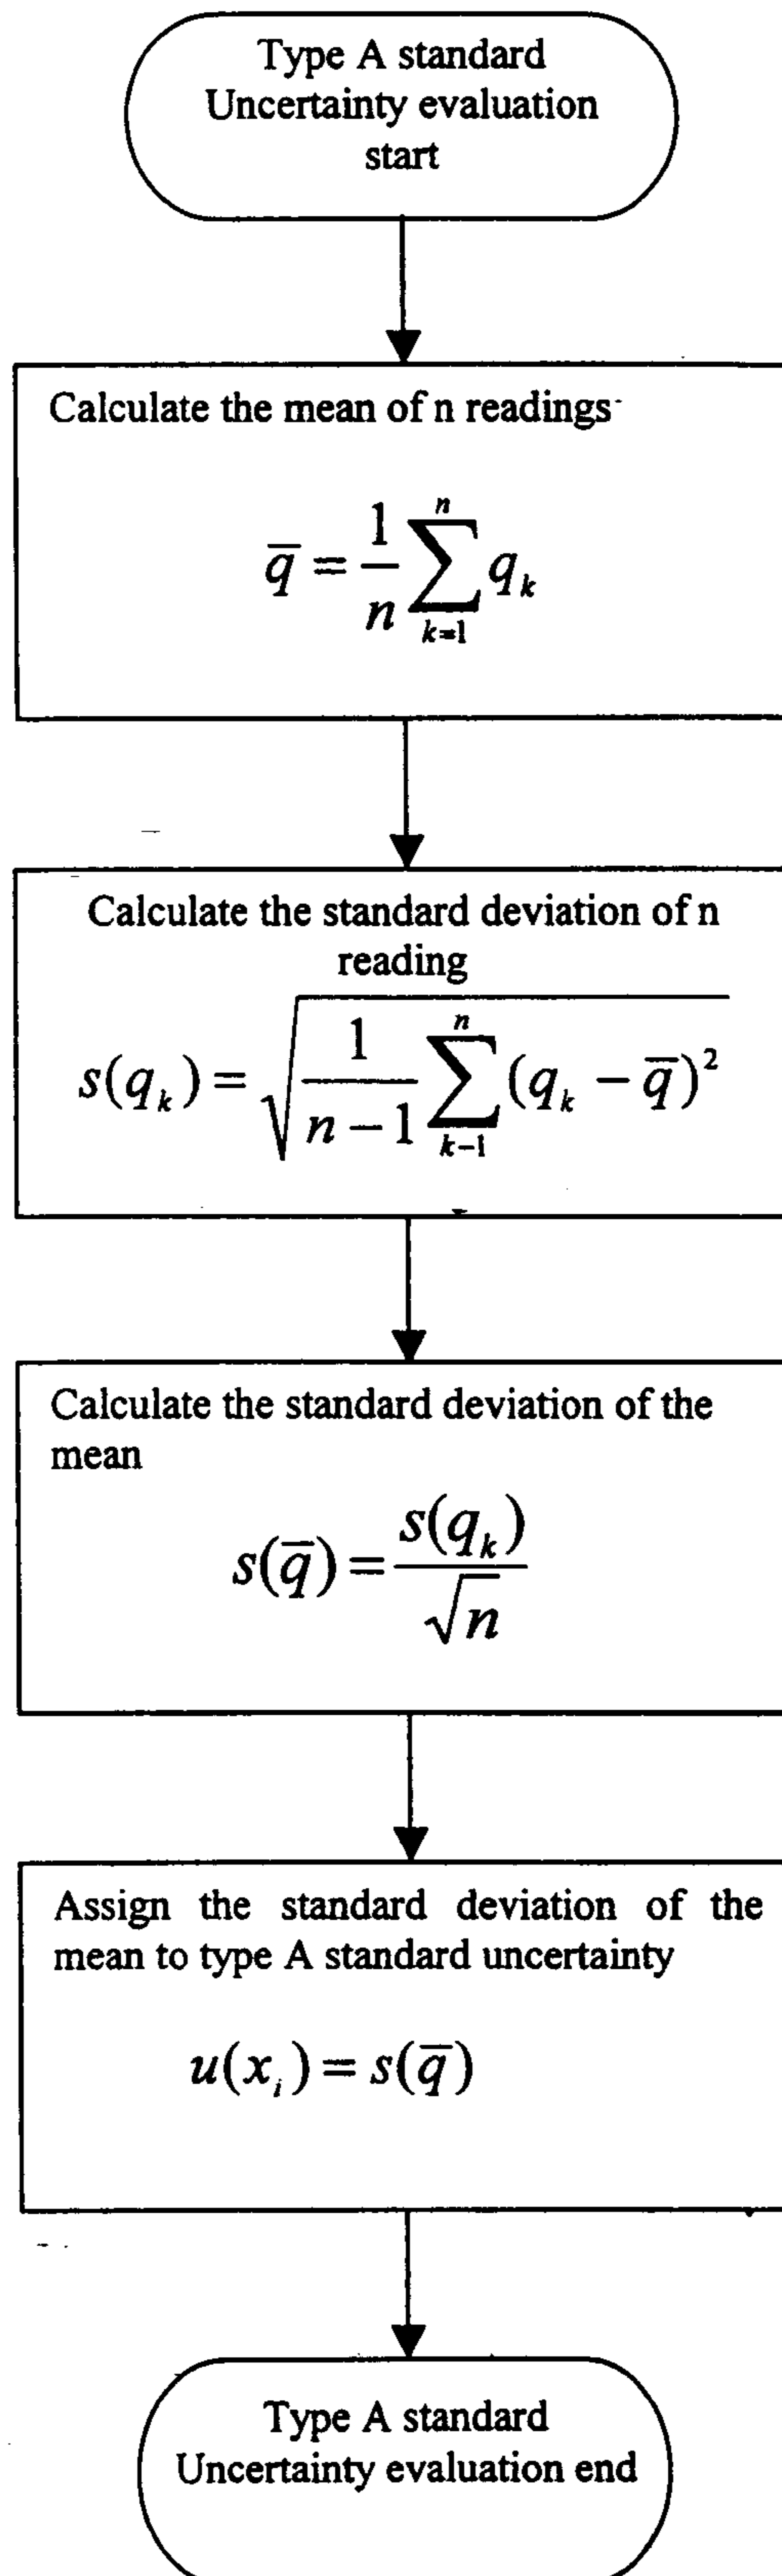 Type A standard
Uncertainty evaluation
start
Calculate the mean of n readings
q̄ = 1/n ∑_{k=1}^{n} q_k
Calculate the standard deviation of n
reading
s(q_k) = √(1/(n−1) ∑_{k−1}^{n} (q_k − q̄)²)
Calculate the standard deviation of the
mean
s(q̄) = s(q_k)/√n
Assign the standard deviation of the
mean to type A standard uncertainty
u(x_i) = s(q̄)
Type A standard
Uncertainty evaluation end